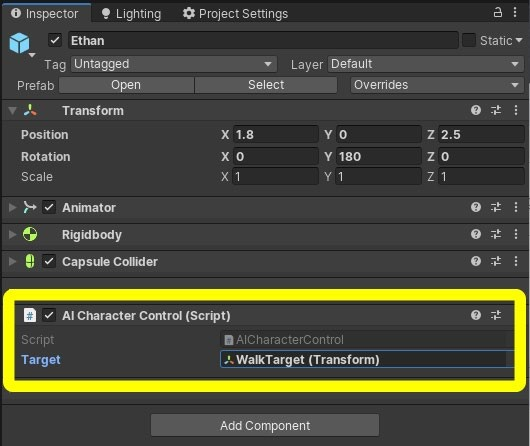 Inspector Lighting Project Settings
Ethan Static
Tag Untagged Layer Default
Prefab Open Select Overrides
Transform
Position X 1.8 Y 0 Z 2.5
Rotation X 0 Y 180 Z 0
Scale X 1 Y 1 Z 1
Animator
Rigidbody
Capsule Collider
# AI Character Control (Script)
Script # AICharacterControl
Target WalkTarget (Transform)
Add Component